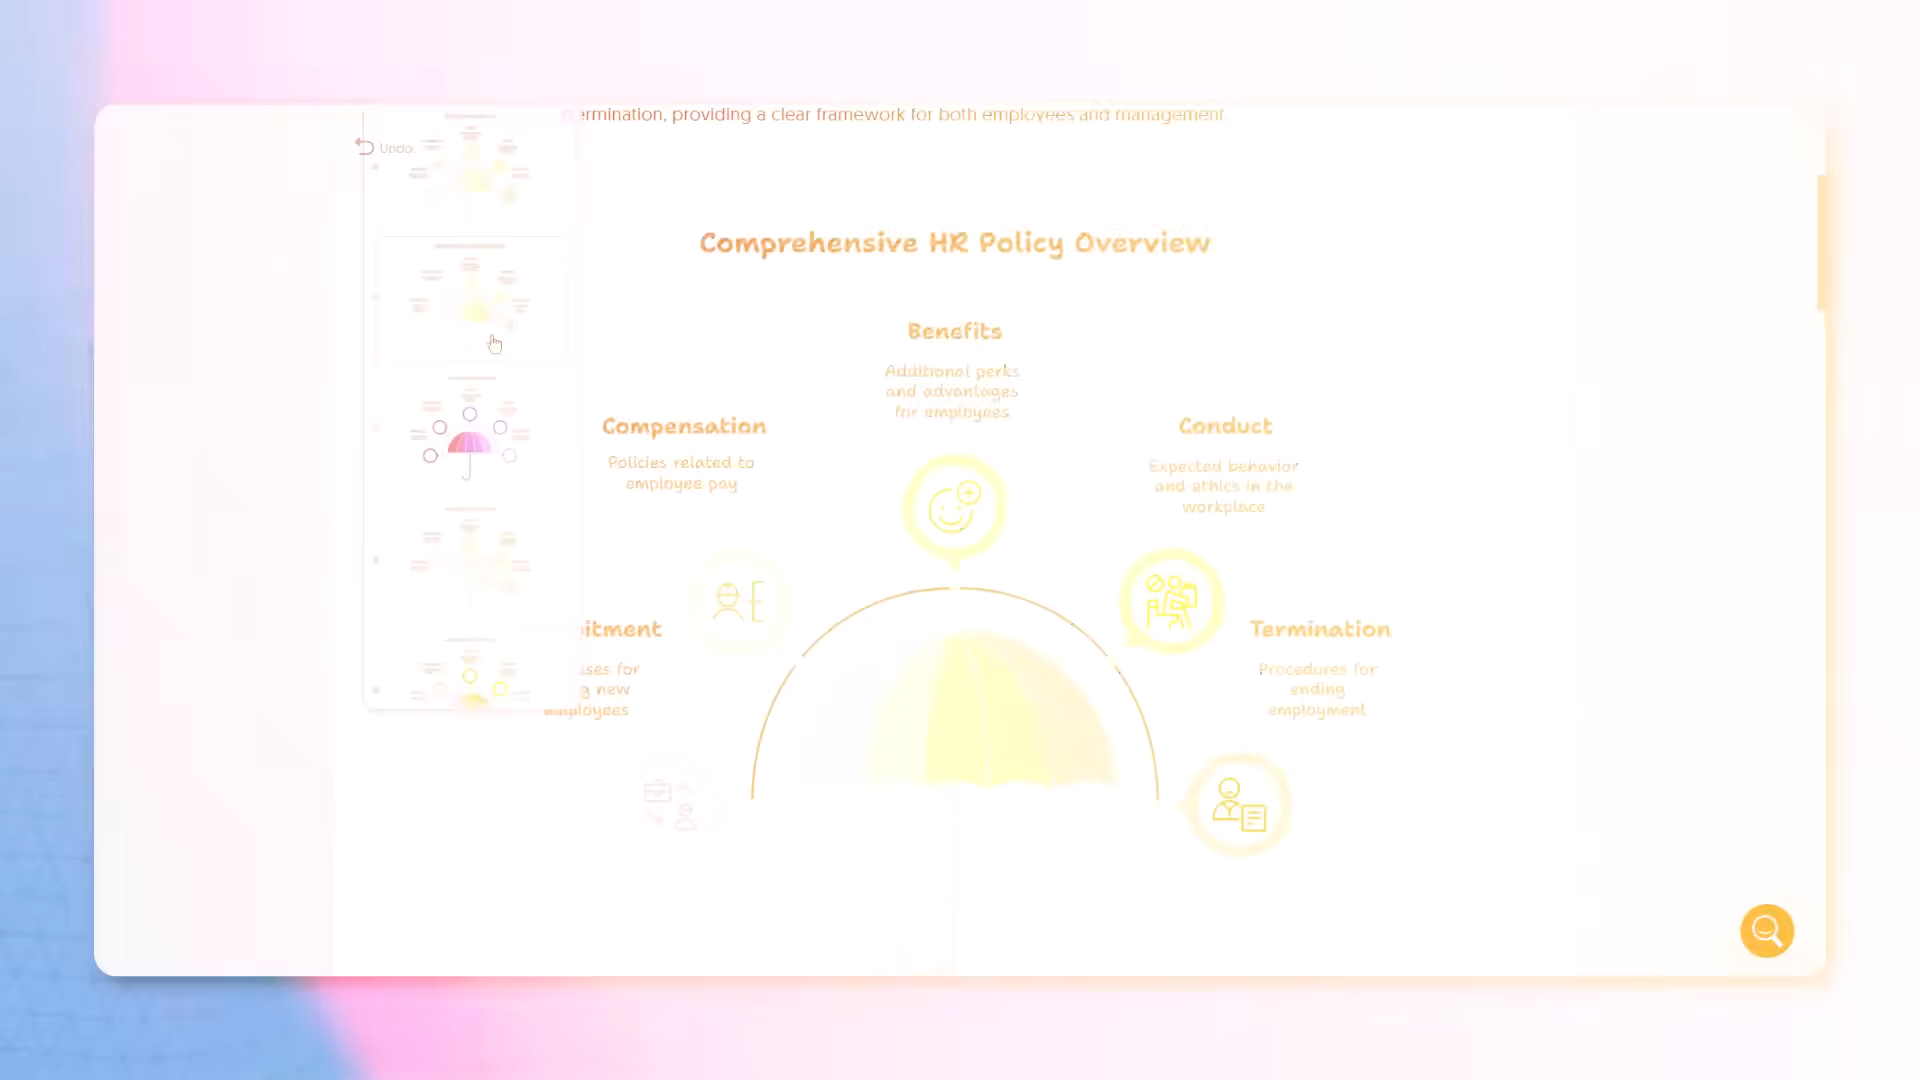 ermination, providing a clear framework for both employees and management.
Undo
Comprehensive HR Policy Overview
Benefits
Additional perks
and advantages
for employees
Compensation
Policies related to
employee pay
Conduct
Expected behavior
and ethics in the
workplace
itment
ses for
g new
employees
Termination
Procedures for
ending
employment